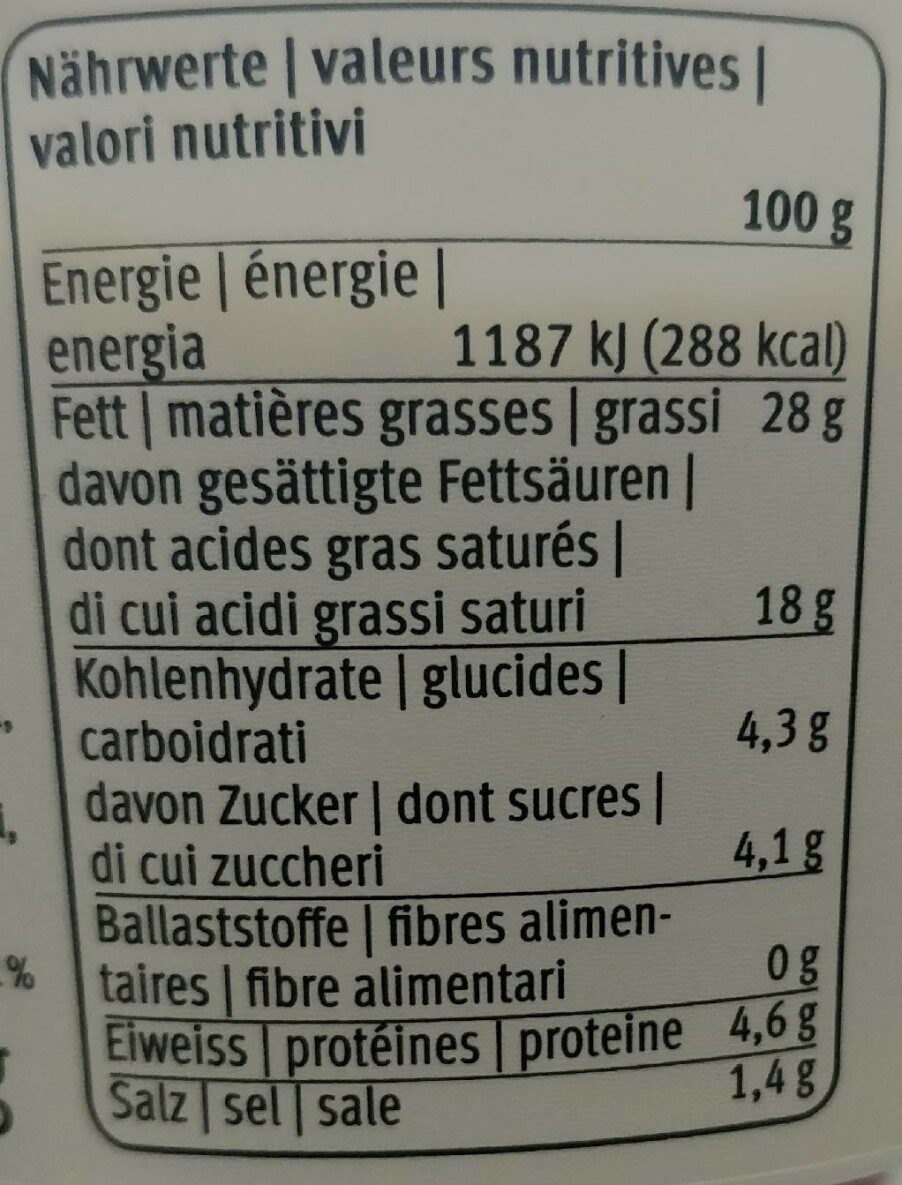 Nährwerte | valeurs nutritives |
valori nutritivi
100 g
Energie | énergie |
energia 1187 kJ (288 kcal)
Fett | matières grasses | grassi 28 g
davon gesättigte Fettsäuren |
dont acides gras saturés |
di cui acidi grassi saturi 18 g
Kohlenhydrate | glucides |
carboidrati 4,3 g
davon Zucker | dont sucres |
di cui zuccheri 4,1 g
Ballaststoffe | fibres alimen-
taires | fibre alimentari 0 g
Eiweiss | protéines | proteine 4,6 g
Salz | sel | sale 1,4 g
%